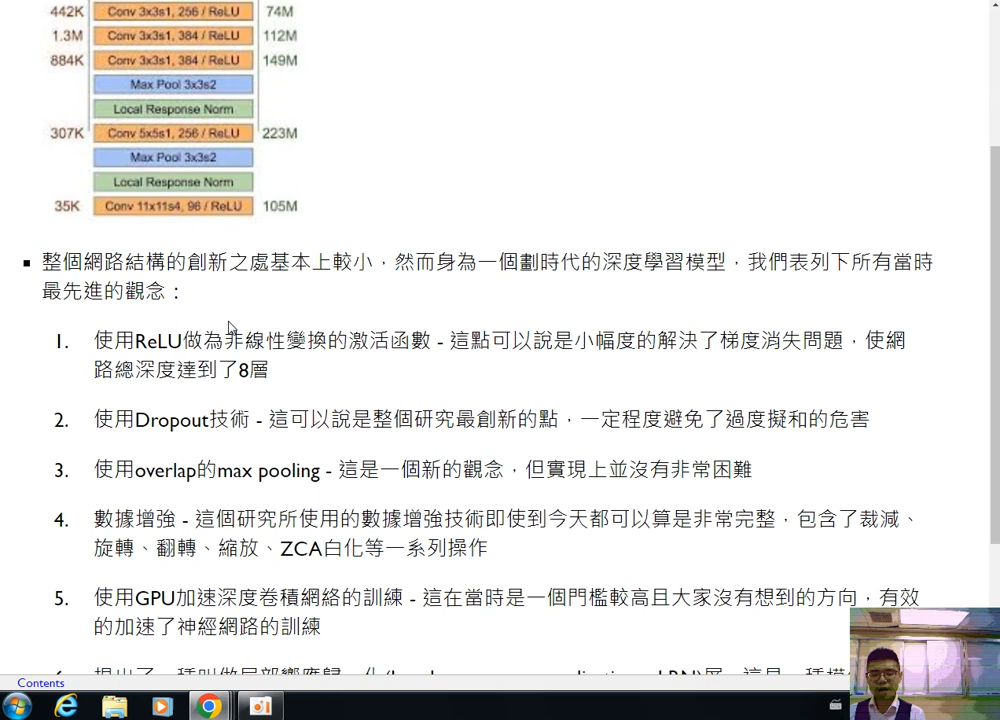 442K Conv 3x3s1, 256 / ReLU 74M
1.3M Conv 3x3s1, 384 / ReLU 112M
884K Conv 3x3s1, 384 / ReLU 149M
Max Pool 3x3s2
Local Response Norm
307K Conv 5x5s1, 256 / ReLU 223M
Max Pool 3x3s2
Local Response Norm
35K Conv 11x11s4, 96 / ReLU 105M
▪ 整個網路結構的創新之處基本上較小，然而身為一個劃時代的深度學習模型，我們表列下所有當時
最先進的觀念：
1. 使用ReLU做為非線性變換的激活函數 - 這點可以說是小幅度的解決了梯度消失問題，使網
路總深度達到了8層
2. 使用Dropout技術 - 這可以說是整個研究最創新的點，一定程度避免了過度擬和的危害
3. 使用overlap的max pooling - 這是一個新的觀念，但實現上並沒有非常困難
4. 數據增強 - 這個研究所使用的數據增強技術即使到今天都可以算是非常完整，包含了裁減、
旋轉、翻轉、縮放、ZCA白化等一系列操作
5. 使用GPU加速深度卷積網絡的訓練 - 這在當時是一個門檻較高且大家沒有想到的方向，有效
的加速了神經網路的訓練
Contents